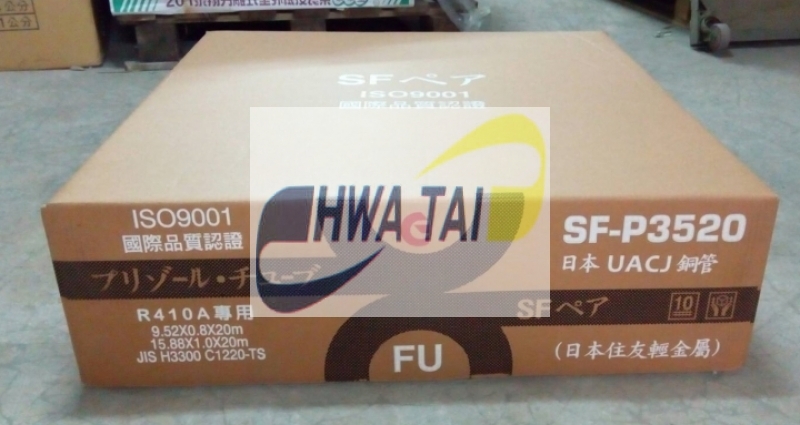 SFペア
ISO9001
國際品質認證
HWA TAI
e
ISO9001
國際品質認證
プリゾール・チューブ
R410A專用
9.52X0.8X20m
15.88X1.0X20m
JIS H3300 C1220-TS
FU
SF-P3520
日本 UACJ 銅管
SFペア
10
(日本住友輕金屬)